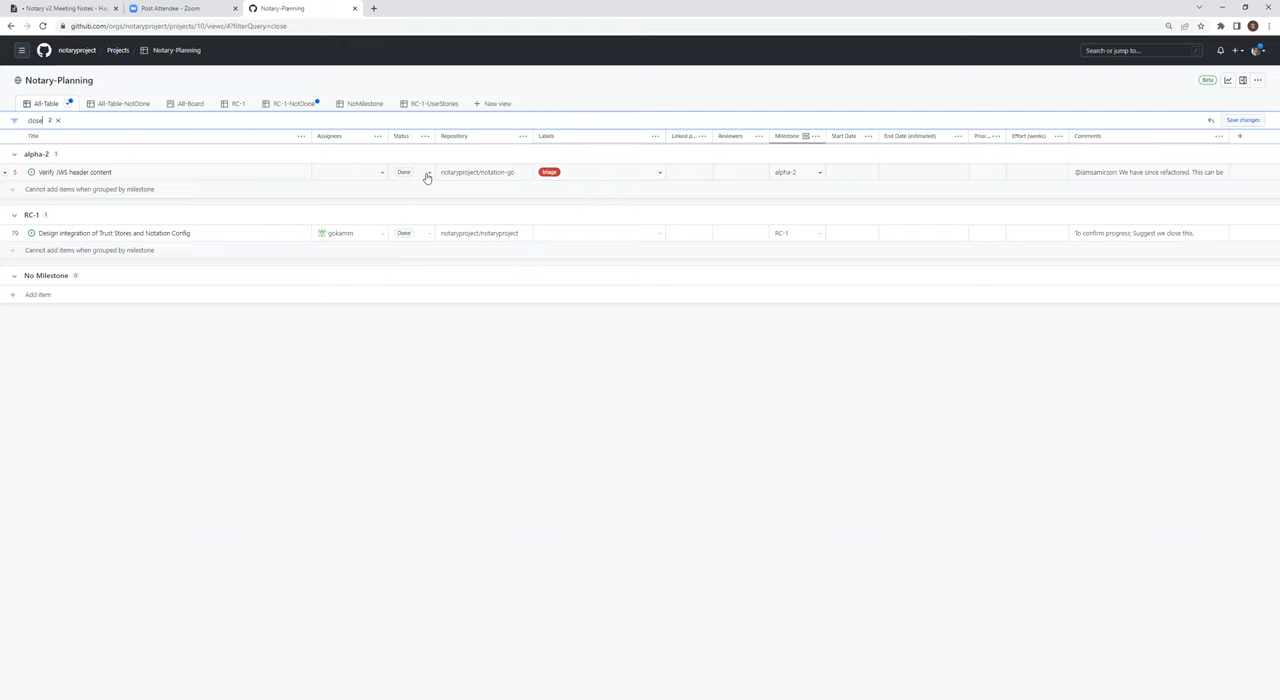 Notary v2 Meeting Notes - Ha
Post Attendee - Zoom
Notary-Planning
github.com/orgs/notaryproject/projects/10/views/4?filterQuery=close
notaryproject / Projects / Notary-Planning
Search or jump to...
Notary-Planning
Beta
All-Table All-Table-NotDone All-Board RC-1 RC-1-NotDone NoMilestone RC-1-UserStories + New view
close 2
Save changes
Title Assignees Status Repository Labels Linked p... Reviewers Milestone Start Date End Date (estimated) Prior... Effort (weeks) Comments
alpha-2 1
5 Verify JWS header content Done notaryproject/notation-go triage alpha-2 @iamsamirzon: We have since refactored. This can be
Cannot add items when grouped by milestone
RC-1 1
79 Design integration of Trust Stores and Notation Config gokarnm Done notaryproject/notaryproject RC-1 To confirm progress; Suggest we close this.
Cannot add items when grouped by milestone
No Milestone 0
+ Add item